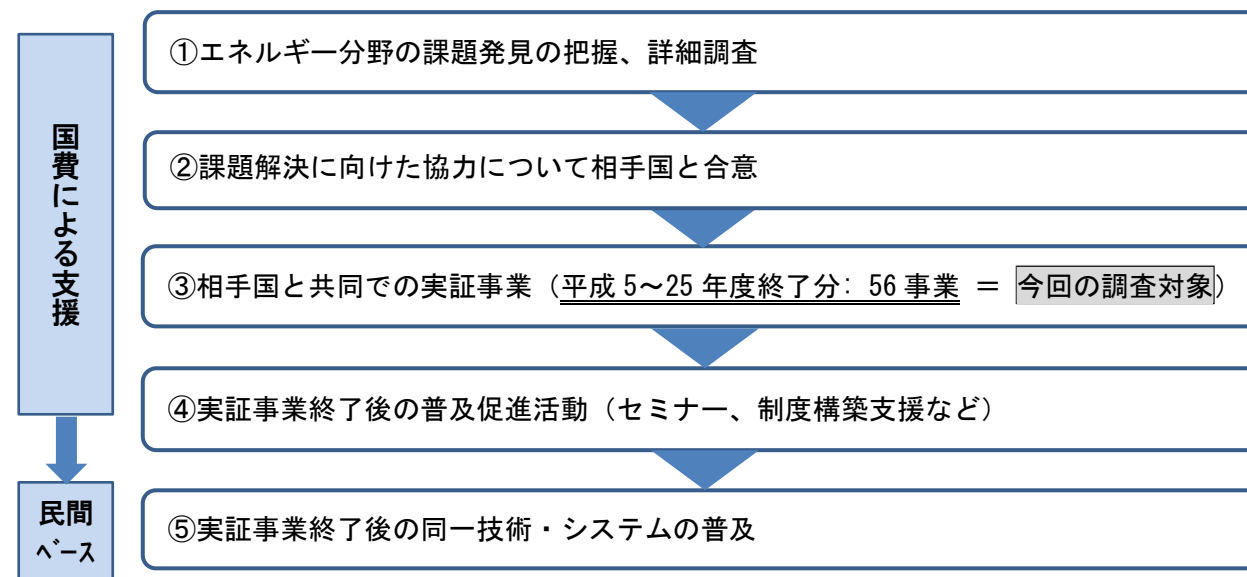 国費による支援
①エネルギー分野の課題発見の把握、詳細調査
②課題解決に向けた協力について相手国と合意
③相手国と共同での実証事業（平成 5～25 年度終了分: 56 事業 ＝ 今回の調査対象）
④実証事業終了後の普及促進活動（セミナー、制度構築支援など）
民間
ﾍﾞｰｽ
⑤実証事業終了後の同一技術・システムの普及